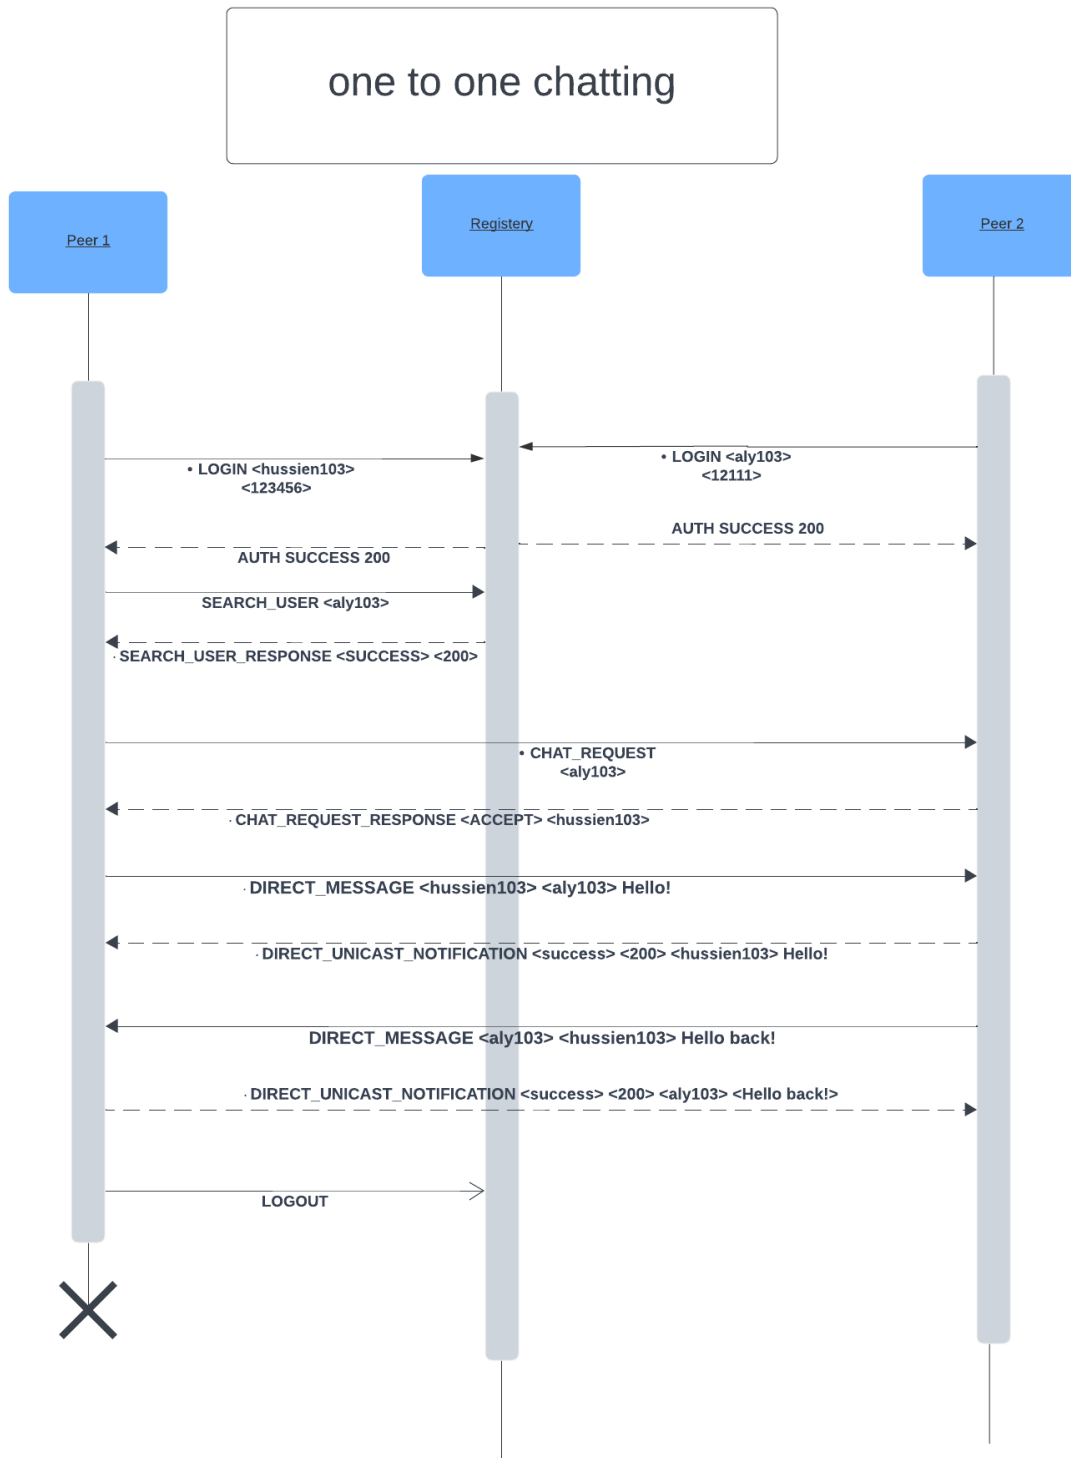 one to one chatting
Peer 1
Registery
Peer 2
• LOGIN <hussien103>
<123456>
• LOGIN <aly103>
<12111>
AUTH SUCCESS 200
AUTH SUCCESS 200
SEARCH_USER <aly103>
· SEARCH_USER_RESPONSE <SUCCESS> <200>
• CHAT_REQUEST
<aly103>
· CHAT_REQUEST_RESPONSE <ACCEPT> <hussien103>
· DIRECT_MESSAGE <hussien103> <aly103> Hello!
· DIRECT_UNICAST_NOTIFICATION <success> <200> <hussien103> Hello!
DIRECT_MESSAGE <aly103> <hussien103> Hello back!
· DIRECT_UNICAST_NOTIFICATION <success> <200> <aly103> <Hello back!>
LOGOUT